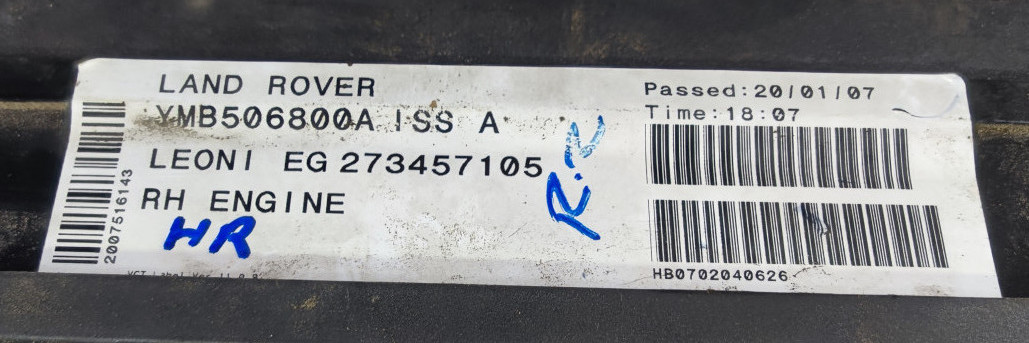 LAND ROVER
YMB506800A ISS A
LEONI EG 273457105
RH ENGINE
HR
R.R
2007516143
Passed:20/01/07
Time:18:07
HB0702040626